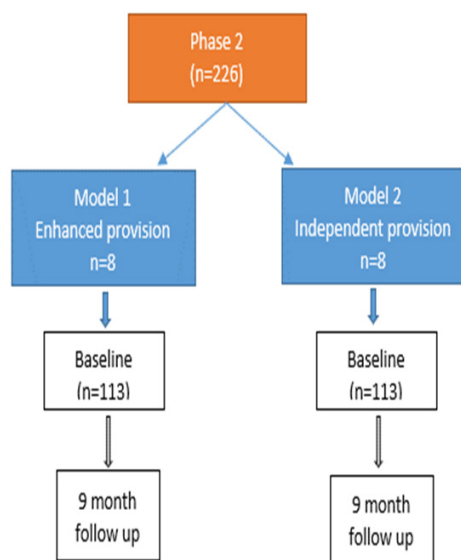 Phase 2
(n=226)
Model 1
Enhanced provision
n=8
Model 2
Independent provision
n=8
Baseline
(n=113)
Baseline
(n=113)
9 month
follow up
9 month
follow up